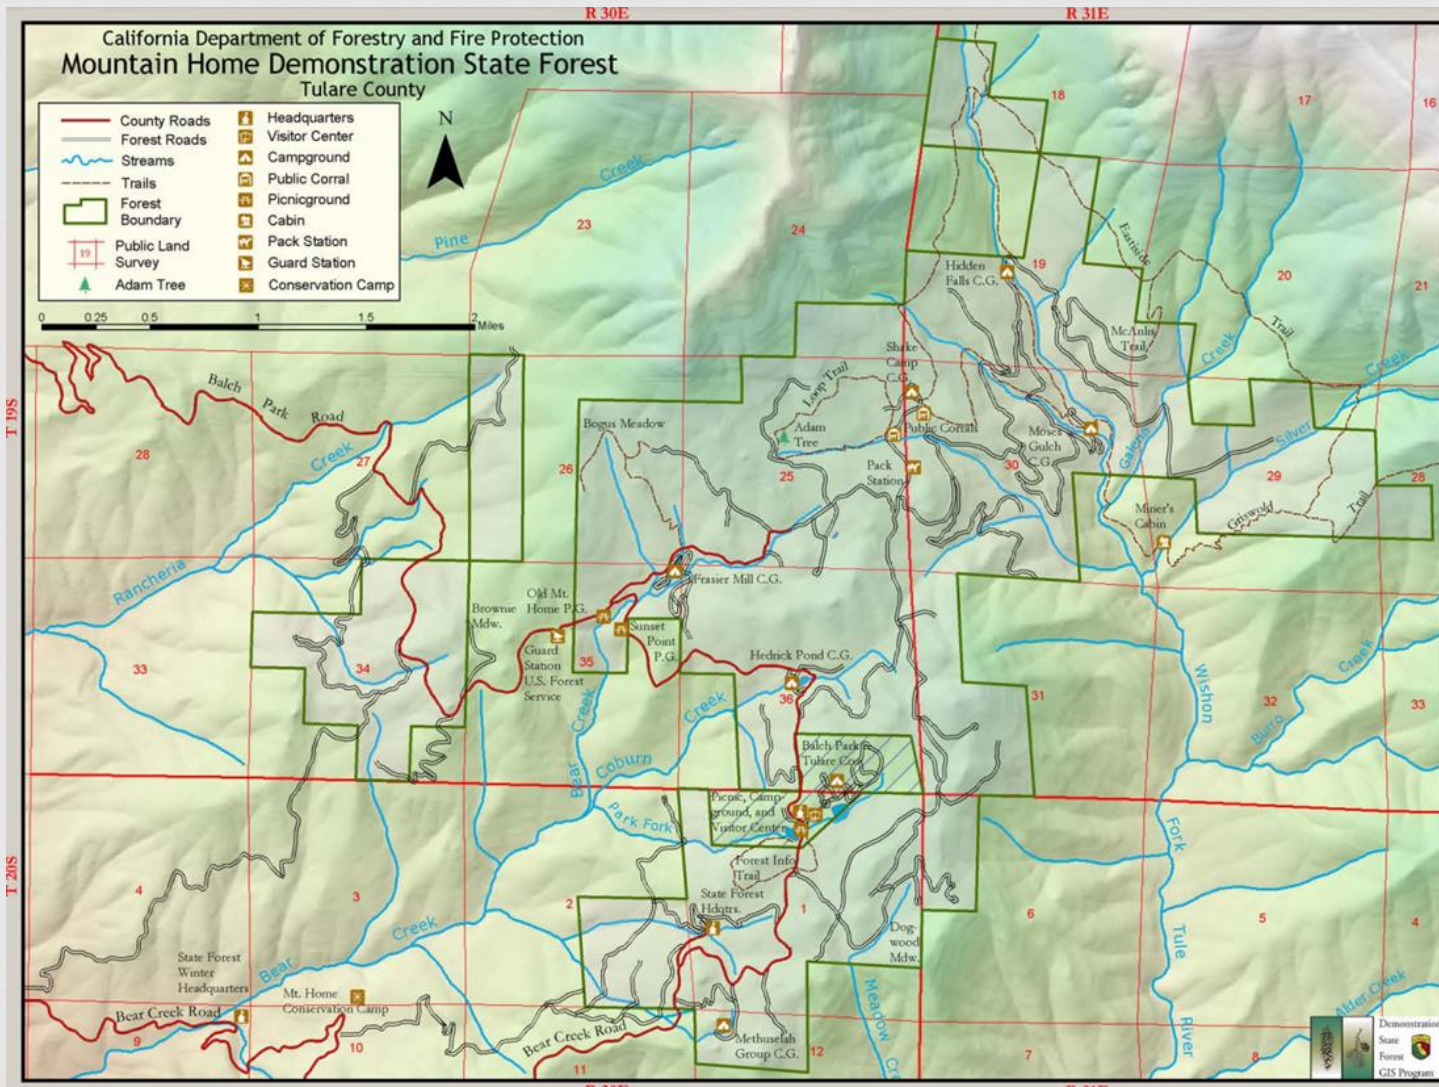 R 30E
R 31E
California Department of Forestry and Fire Protection
Mountain Home Demonstration State Forest
Tulare County
County Roads
Forest Roads
Streams
Trails
Forest
Boundary
19
Public Land
Survey
Adam Tree
Headquarters
Visitor Center
Campground
Public Corral
Picnicground
Cabin
Pack Station
Guard Station
Conservation Camp
N
0 0.25 0.5 1 1.5 2
Miles
T 19S
T 20S
18
17
16
Pine
Creek
23
24
Hidden
Falls C.G.
19
Eastside
Trail
20
21
McAnlis
Trail
Creek
Creek
Balch
Park
Road
28
27
Creek
Rancheria
Bogus Meadow
26
Loop Trail
Adam
Tree
25
Shake
Camp
C.G.
Public Corrals
Pack
Station
Moses
Gulch
C.G.
30
Galena
Silver
29
28
Miner's
Cabin
Griswold
Trail
Frasier Mill C.G.
Old Mt.
Home P.G.
Brownie
Mdw.
Sunset
Point
P.G.
Guard
Station
U.S. Forest
Service
35
33
34
Hedrick Pond C.G.
36
31
32
33
Wishon
Burro
Creek
Creek
Coburn
Bear
Creek
Balch Park
Tulare Co.
Picnic, Camp-
ground, and
Visitor Center
Park Fork
Forest Info
Trail
State Forest
Hdqtrs.
Fork
4
3
2
1
6
5
4
Creek
Bear
Dog-
wood
Mdw.
Tule
State Forest
Winter
Headquarters
Mt. Home
Conservation Camp
Bear Creek Road
Bear Creek Road
9
10
11
Methuselah
Group C.G.
12
Meadow
7
8
River
Alder Creek
Demonstration
State
Forest
GIS Program
R 30E
R 31E